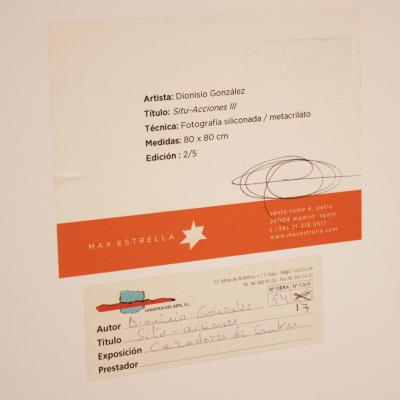 Artista: Dionisio González
Título: Situ-Acciones III
Técnica: Fotografía siliconada / metacrilato
Medidas: 80 x 80 cm
Edición : 2/5
MAX ESTRELLA
santo tomé 6, patio
28004 madrid spain
t (34) 91 319 5517
www.maxestrella.com
VALENCIA
LOGISTICA DEL ARTE, S.L.
Nº OBRA Nº CAJA
Autor Dionisio González 54 17
Título Situ-acciones
Exposición Cazadores de
Prestador